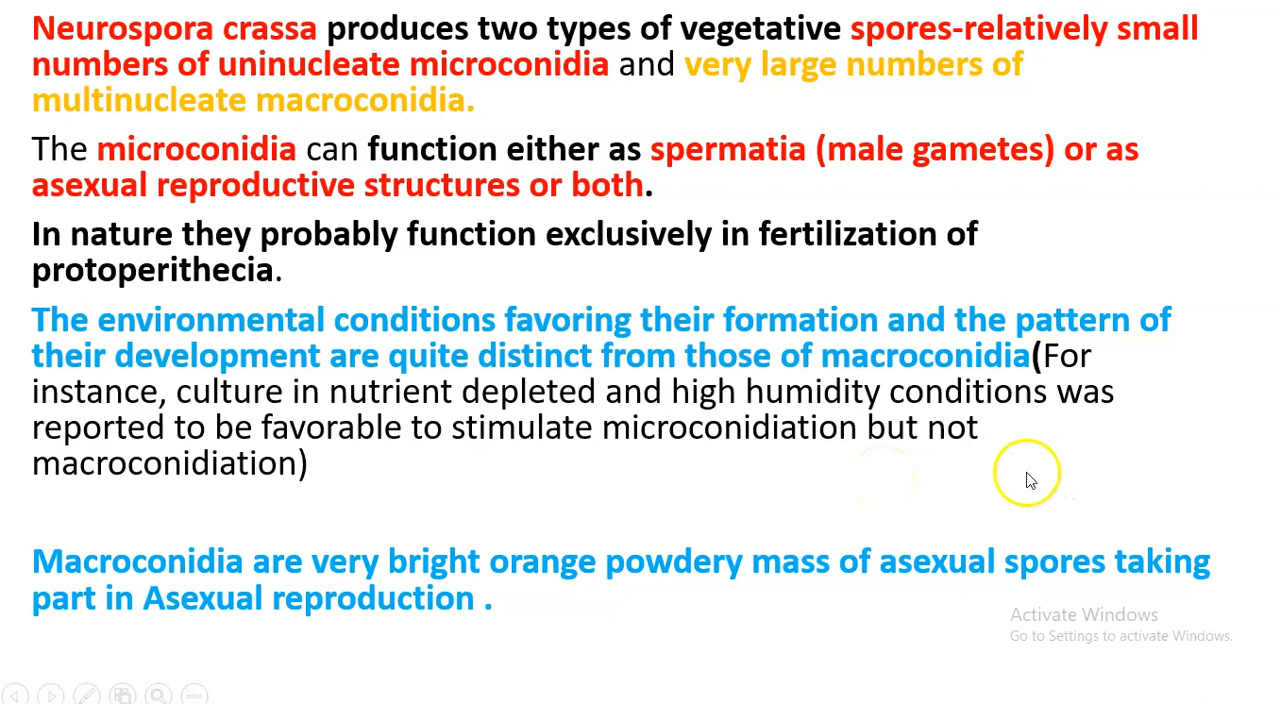 Neurospora crassa produces two types of vegetative spores-relatively small
numbers of uninucleate microconidia and very large numbers of
multinucleate macroconidia.
The microconidia can function either as spermatia (male gametes) or as
asexual reproductive structures or both.
In nature they probably function exclusively in fertilization of
protoperithecia.
The environmental conditions favoring their formation and the pattern of
their development are quite distinct from those of macroconidia(For
instance, culture in nutrient depleted and high humidity conditions was
reported to be favorable to stimulate microconidiation but not
macroconidiation)
Macroconidia are very bright orange powdery mass of asexual spores taking
part in Asexual reproduction .
Activate Windows
Go to Settings to activate Windows.